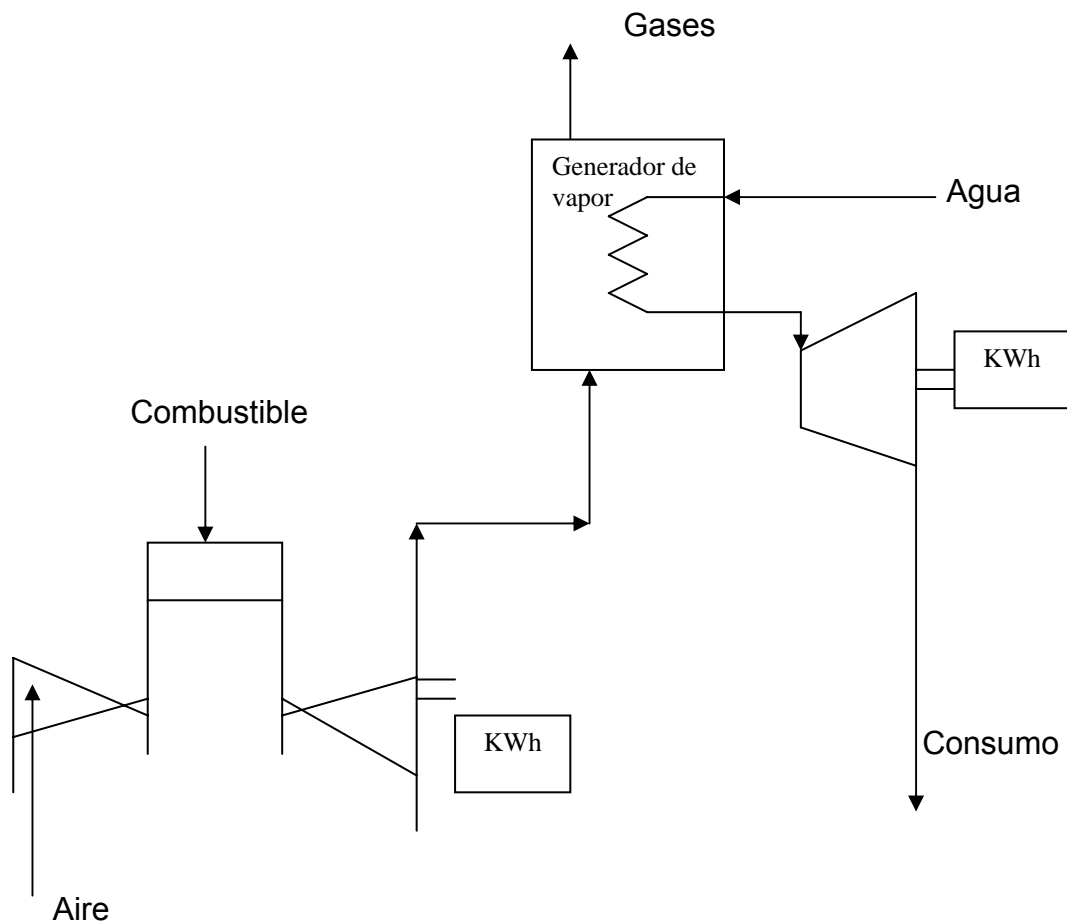 Gases
Generador de
vapor
Agua
KWh
Combustible
KWh
Consumo
Aire